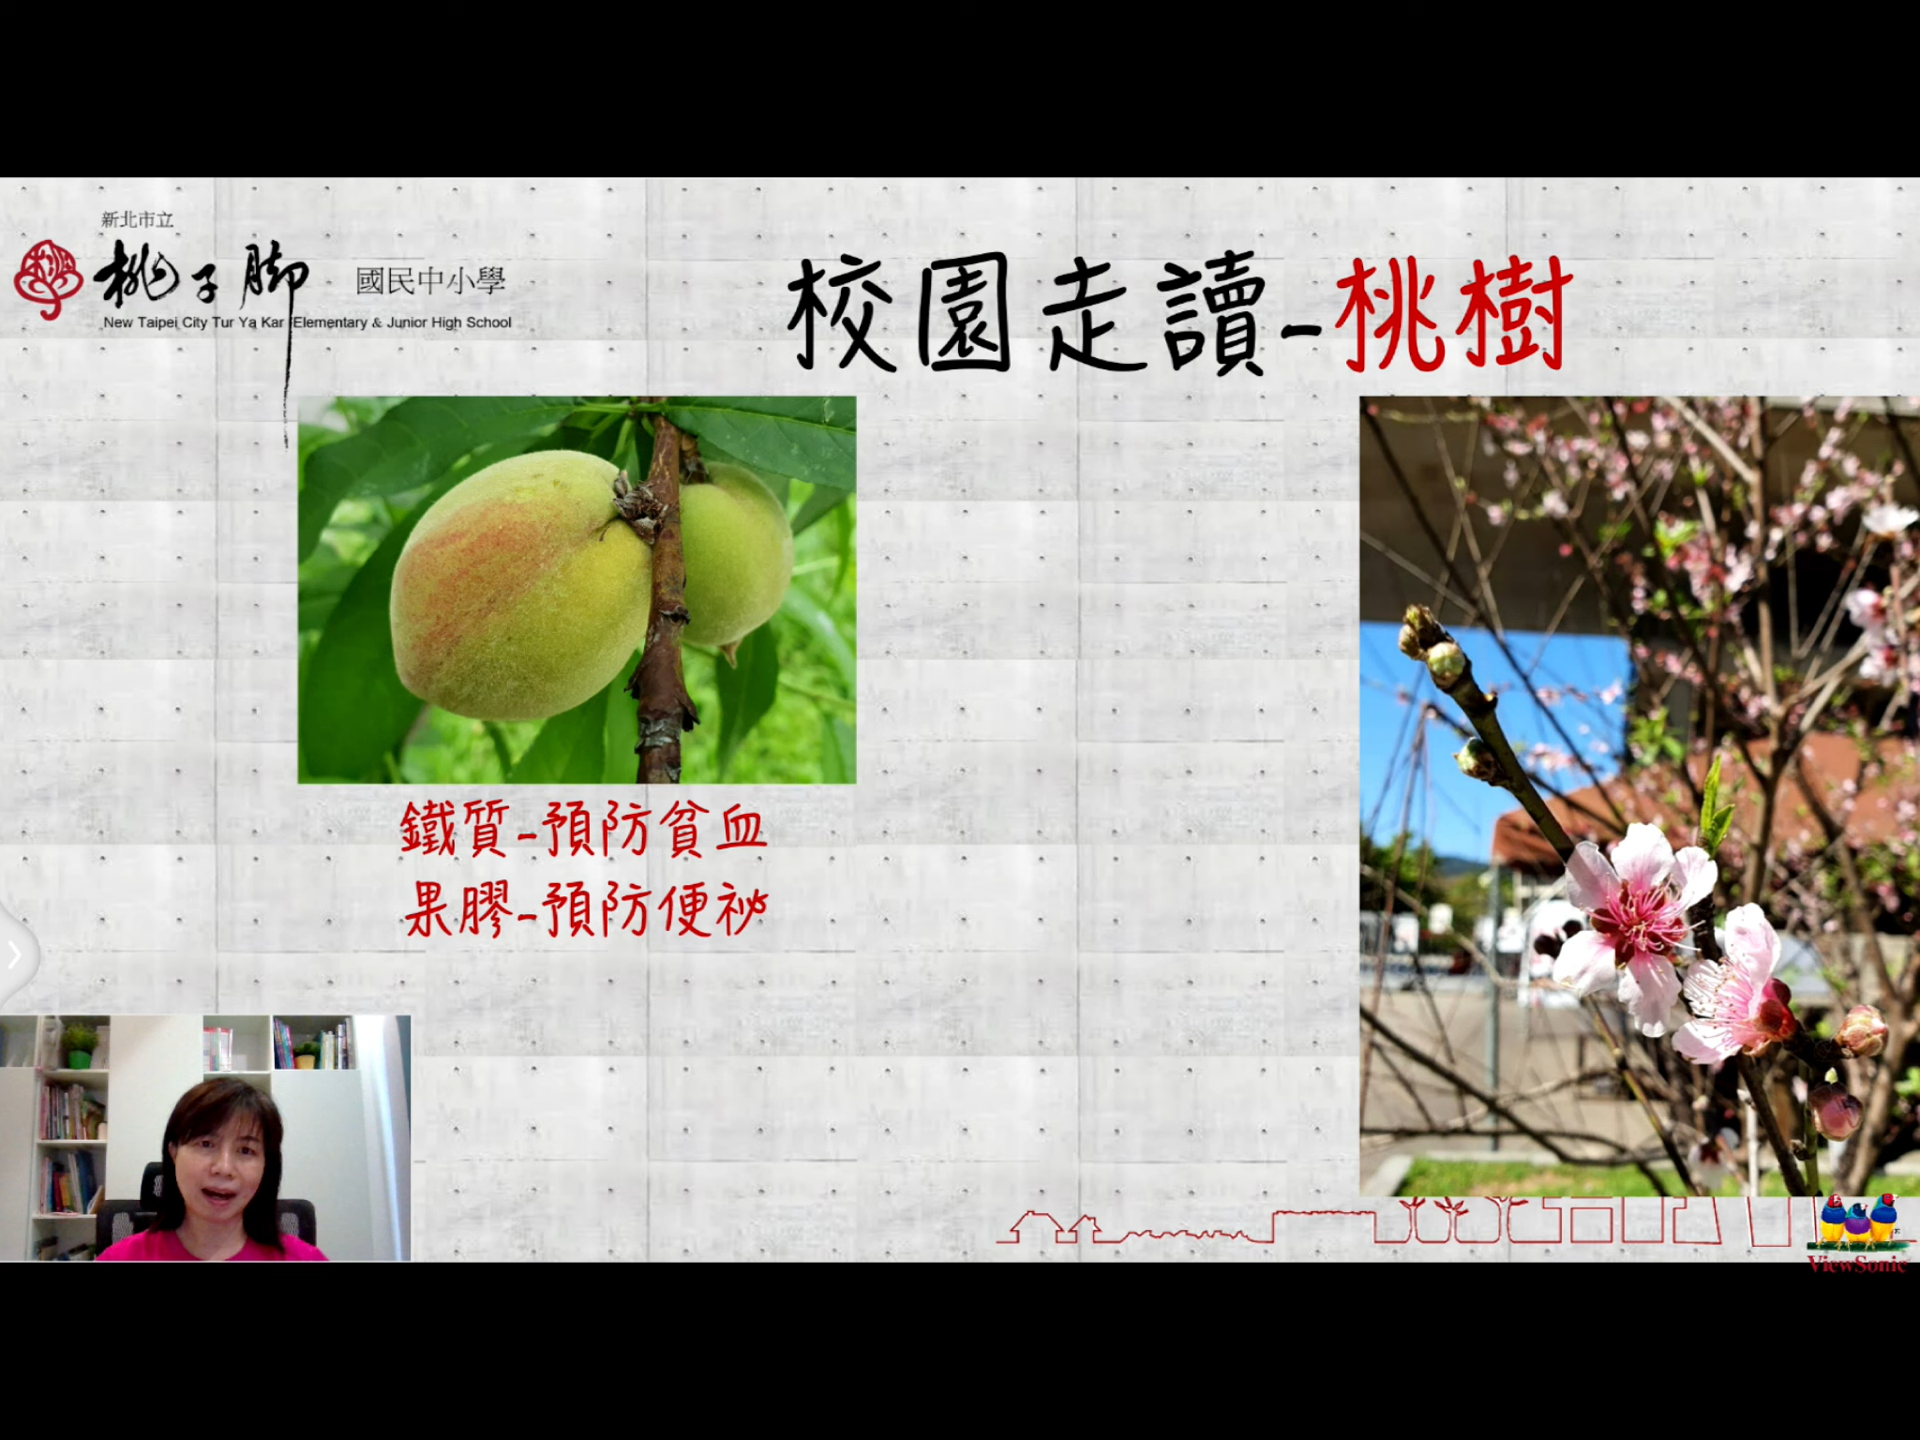 新北市立
桃子腳 國民中小學
New Taipei City Tur Ya Kar Elementary & Junior High School
校園走讀-桃樹
鐵質-預防貧血
果膠-預防便祕
ViewSonic